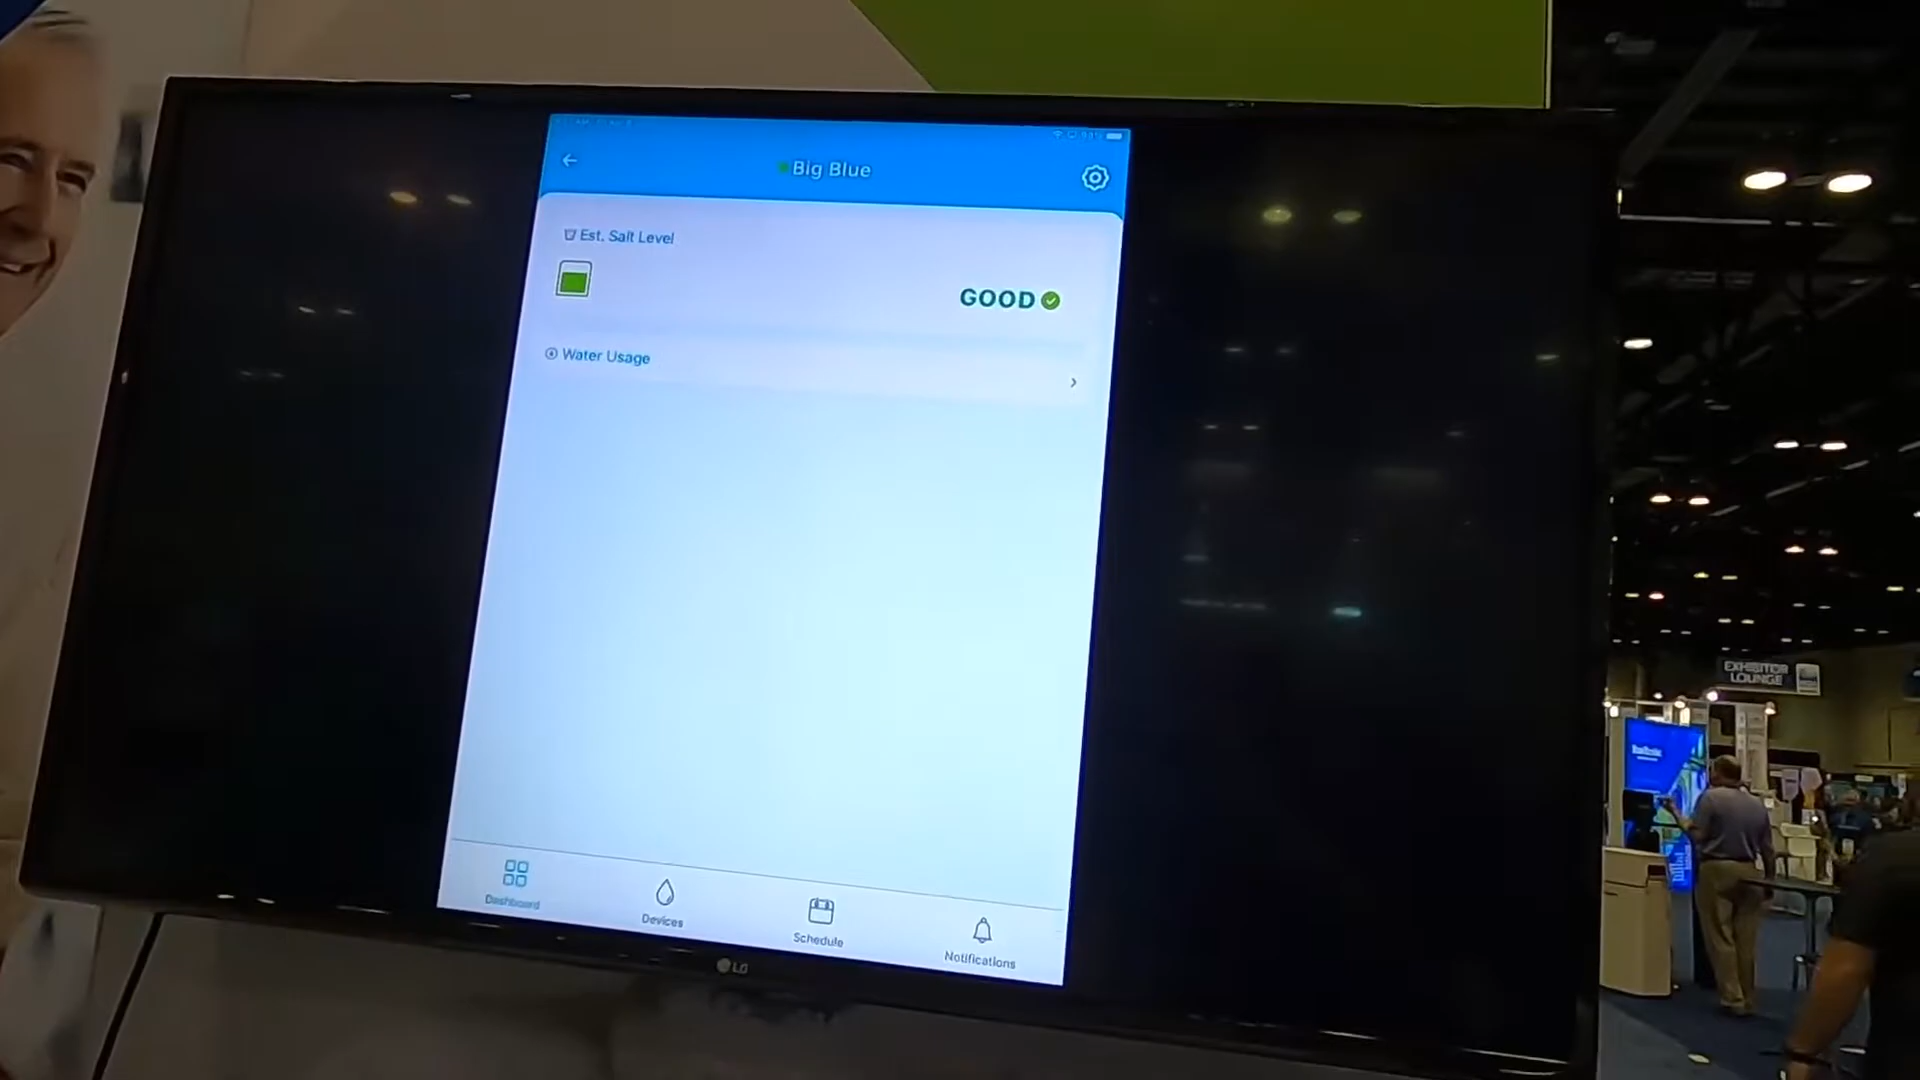 Big Blue
Est. Salt Level
GOOD
Water Usage
Dashboard
Devices
Schedule
Notifications
LG
EXHIBITOR
LOUNGE